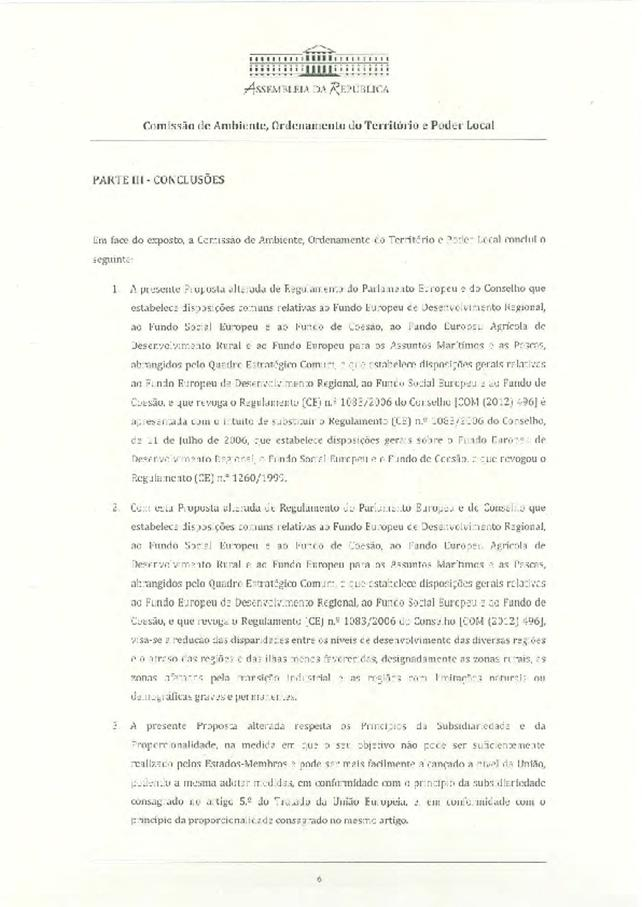 ASSEMBLEIA DA REPÚBLICA
Comissão de Ambiente, Ordenamento do Território e Poder Local
PARTE III - CONCLUSÕES
Em face do exposto, a Comissão de Ambiente, Ordenamento do Território e Poder Local conclui o
seguinte:
1. A presente Proposta alterada de Regulamento do Parlamento Europeu e do Conselho que
estabelece disposições comuns relativas ao Fundo Europeu de Desenvolvimento Regional,
ao Fundo Social Europeu e ao Fundo de Coesão, ao Fundo Europeu Agrícola de
Desenvolvimento Rural e ao Fundo Europeu para os Assuntos Marítimos e as Pescas,
abrangidos pelo Quadro Estratégico Comum, e que estabelece disposições gerais relativas
ao Fundo Europeu de Desenvolvimento Regional, ao Fundo Social Europeu e ao Fundo de
Coesão, e que revoga o Regulamento (CE) n.º 1083/2006 do Conselho [COM (2012) 496] é
apresentada com o intuito de substituir o Regulamento (CE) n.º 1083/2006 do Conselho,
de 11 de Julho de 2006, que estabelece disposições gerais sobre o Fundo Europeu de
Desenvolvimento Regional, o Fundo Social Europeu e o Fundo de Coesão, e que revogou o
Regulamento (CE) n.º 1260/1999.
2. Com esta Proposta alterada de Regulamento do Parlamento Europeu e do Conselho que
estabelece disposições comuns relativas ao Fundo Europeu de Desenvolvimento Regional,
ao Fundo Social Europeu e ao Fundo de Coesão, ao Fundo Europeu Agrícola de
Desenvolvimento Rural e ao Fundo Europeu para os Assuntos Marítimos e as Pescas,
abrangidos pelo Quadro Estratégico Comum, e que estabelece disposições gerais relativas
ao Fundo Europeu de Desenvolvimento Regional, ao Fundo Social Europeu e ao Fundo de
Coesão, e que revoga o Regulamento (CE) n.º 1083/2006 do Conselho [COM (2012) 496],
visa-se a redução das disparidades entre os níveis de desenvolvimento das diversas regiões
e o atraso das regiões e das ilhas menos favorecidas, designadamente as zonas rurais, as
zonas afetadas pela transição industrial e as regiões com limitações naturais ou
demográficas graves e permanentes.
3. A presente Proposta alterada respeita os Princípios da Subsidiariedade e da
Proporcionalidade, na medida em que o seu objetivo não pode ser suficientemente
realizado pelos Estados-Membros e pode ser mais facilmente alcançado a nível da União,
podendo a mesma adotar medidas, em conformidade com o princípio da subsidiariedade
consagrado no artigo 5.º do Tratado da União Europeia, e, em conformidade com o
princípio da proporcionalidade consagrado no mesmo artigo.
6